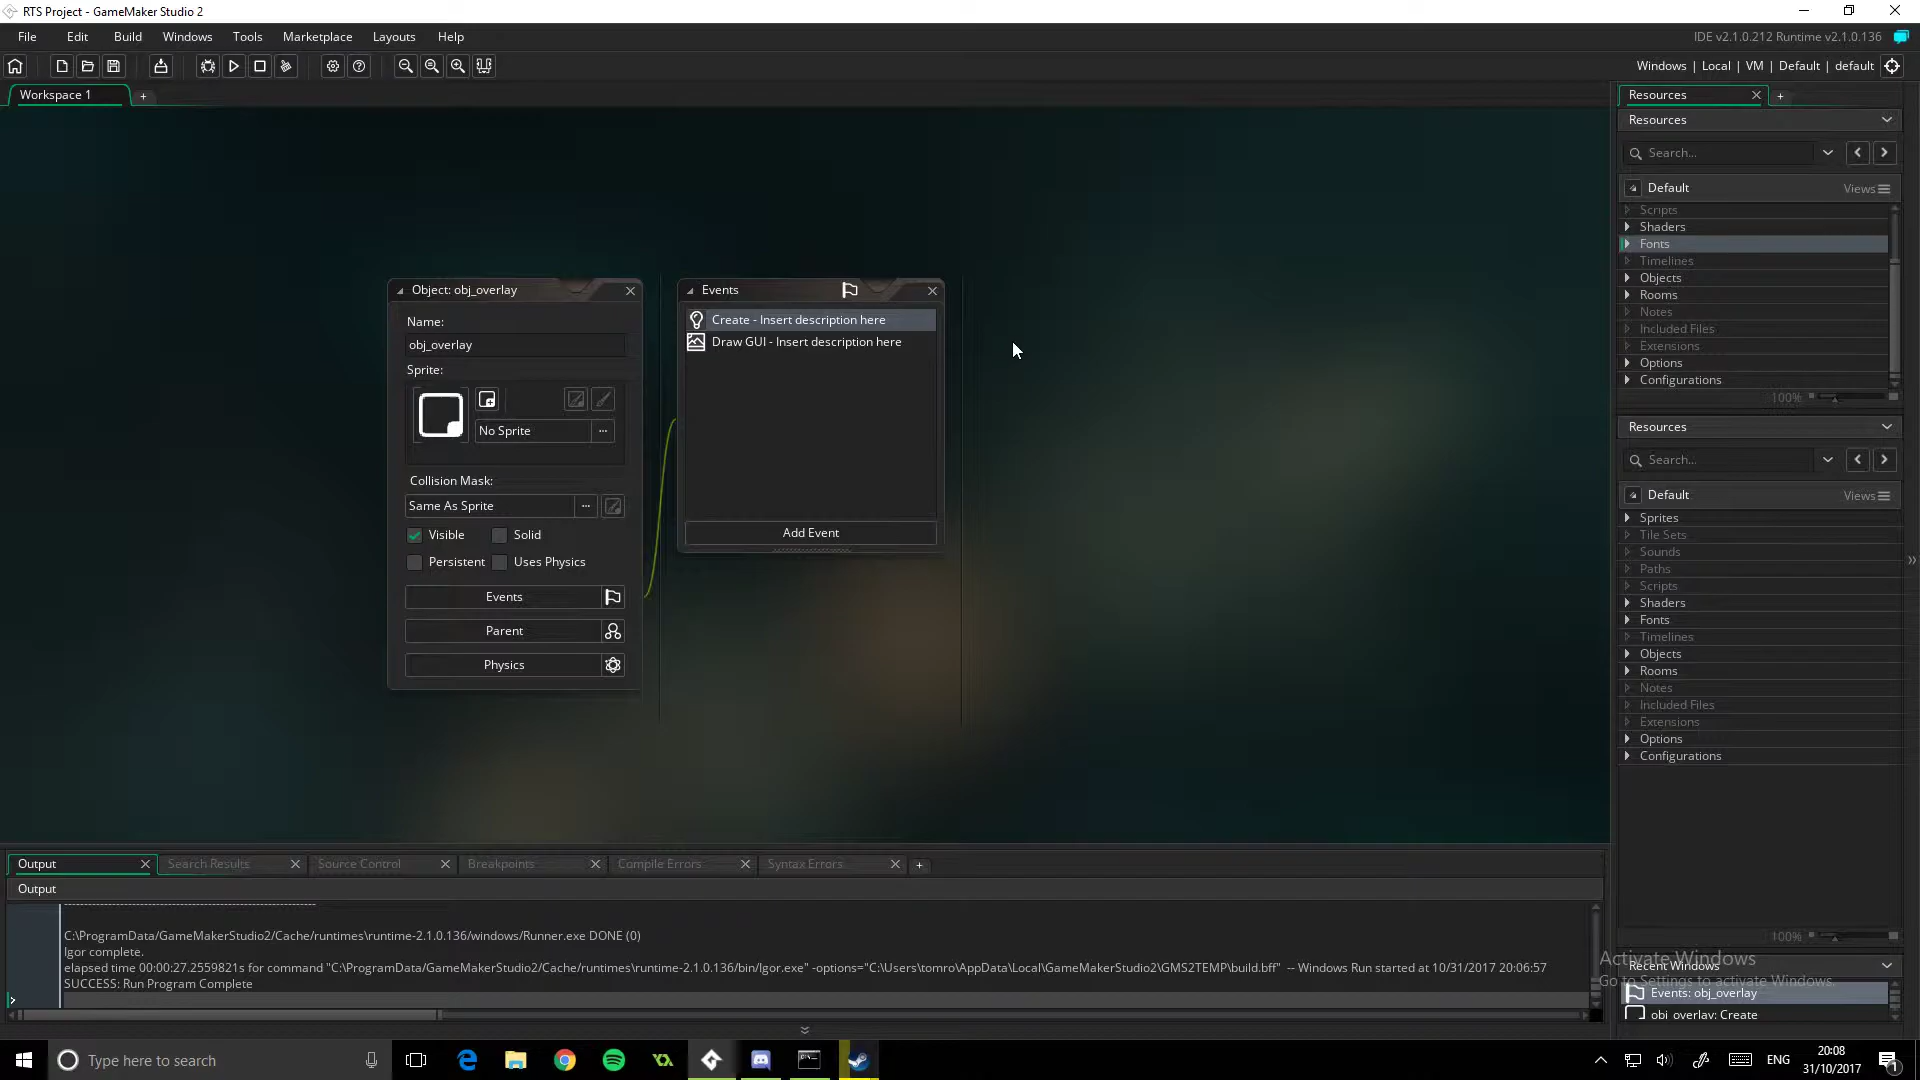 RTS Project - GameMaker Studio 2
File Edit Build Windows Tools Marketplace Layouts Help
IDE v2.1.0.212 Runtime v2.1.0.136
Windows | Local | VM | Default | default
Workspace 1
Resources
Resources
Search...
Default
Views
Scripts
Shaders
Fonts
Timelines
Objects
Rooms
Notes
Included Files
Extensions
Options
Configurations
100%
Object: obj_overlay
Name:
obj_overlay
Sprite:
No Sprite
Collision Mask:
Same As Sprite
Visible Solid
Persistent Uses Physics
Events
Parent
Physics
Events
Create - Insert description here
Draw GUI - Insert description here
Add Event
Resources
Search...
Default
Views
Sprites
Tile Sets
Sounds
Paths
Scripts
Shaders
Fonts
Timelines
Objects
Rooms
Notes
Included Files
Extensions
Options
Configurations
100%
Recent Windows
Events: obj_overlay
obj_overlay: Create
Activate Windows
Go to Settings to activate Windows.
Output Search Results Source Control Breakpoints Compile Errors Syntax Errors
Output
C:\ProgramData/GameMakerStudio2/Cache/runtimes\runtime-2.1.0.136/windows/Runner.exe DONE (0)
Igor complete.
elapsed time 00:00:27.2559821s for command "C:\ProgramData/GameMakerStudio2/Cache/runtimes\runtime-2.1.0.136/bin/Igor.exe" -options="C:\Users\tomro\AppData\Local\GameMakerStudio2\GMS2TEMP\build.bff" -- Windows Run started at 10/31/2017 20:06:57
SUCCESS: Run Program Complete
Type here to search
ENG
20:08
31/10/2017
1